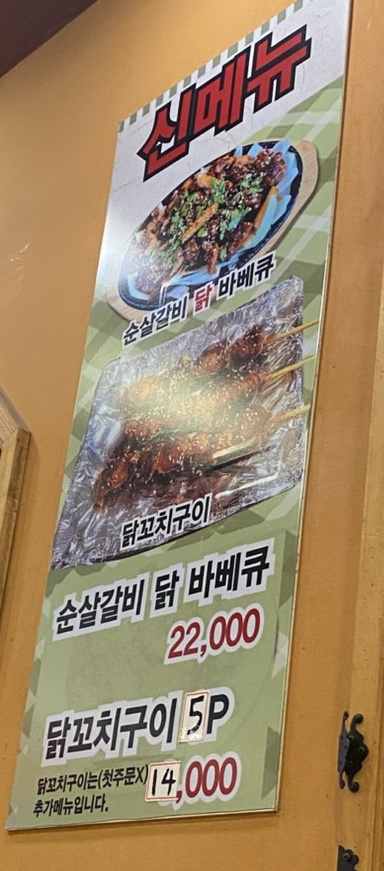 신메뉴
순살갈비 닭 바베큐
닭꼬치구이
순살갈비 닭 바베큐
22,000
닭꼬치구이 5P
닭꼬치구이는(첫주문X) 14,000
추가메뉴입니다.